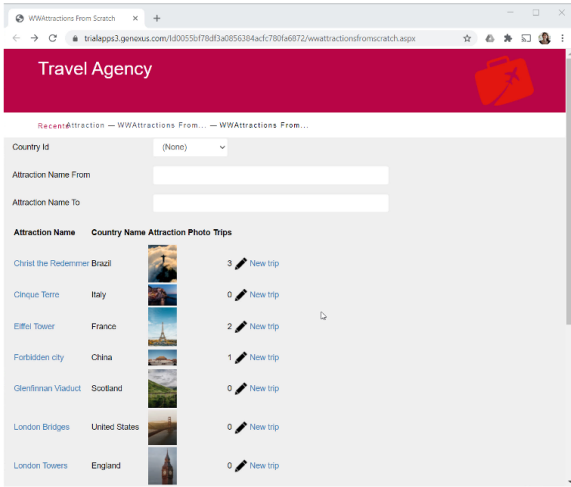 WWAttractions From Scratch
trialapps3.genexus.com/Id0055bf78df3a0856384acfc780fa6872/wwattractionsfromscratch.aspx
Travel Agency
Recents Attraction — WWAttractions From... — WWAttractions From...
Country Id (None)
Attraction Name From
Attraction Name To
Attraction Name Country Name Attraction Photo Trips
Christ the Redemmer Brazil 3 New trip
Cinque Terre Italy 0 New trip
Eiffel Tower France 2 New trip
Forbidden city China 1 New trip
Glenfinnan Viaduct Scotland 0 New trip
London Bridges United States 0 New trip
London Towers England 0 New trip